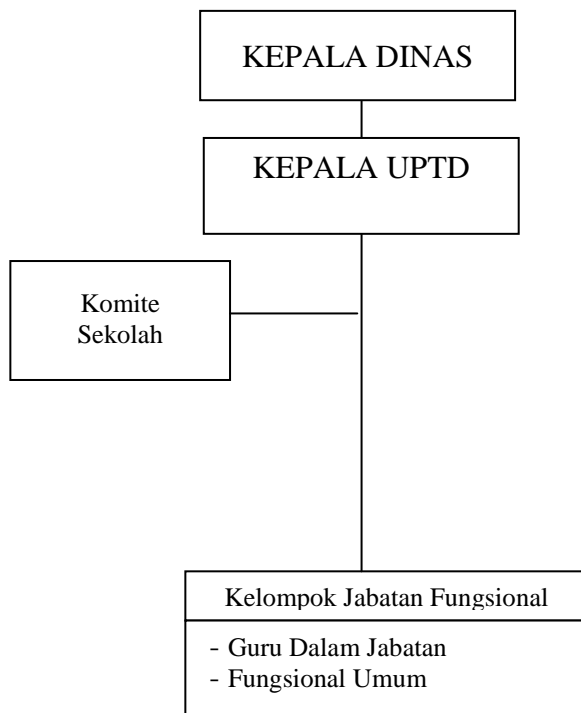 KEPALA DINAS
KEPALA UPTD
Komite
Sekolah
Kelompok Jabatan Fungsional
- Guru Dalam Jabatan
- Fungsional Umum